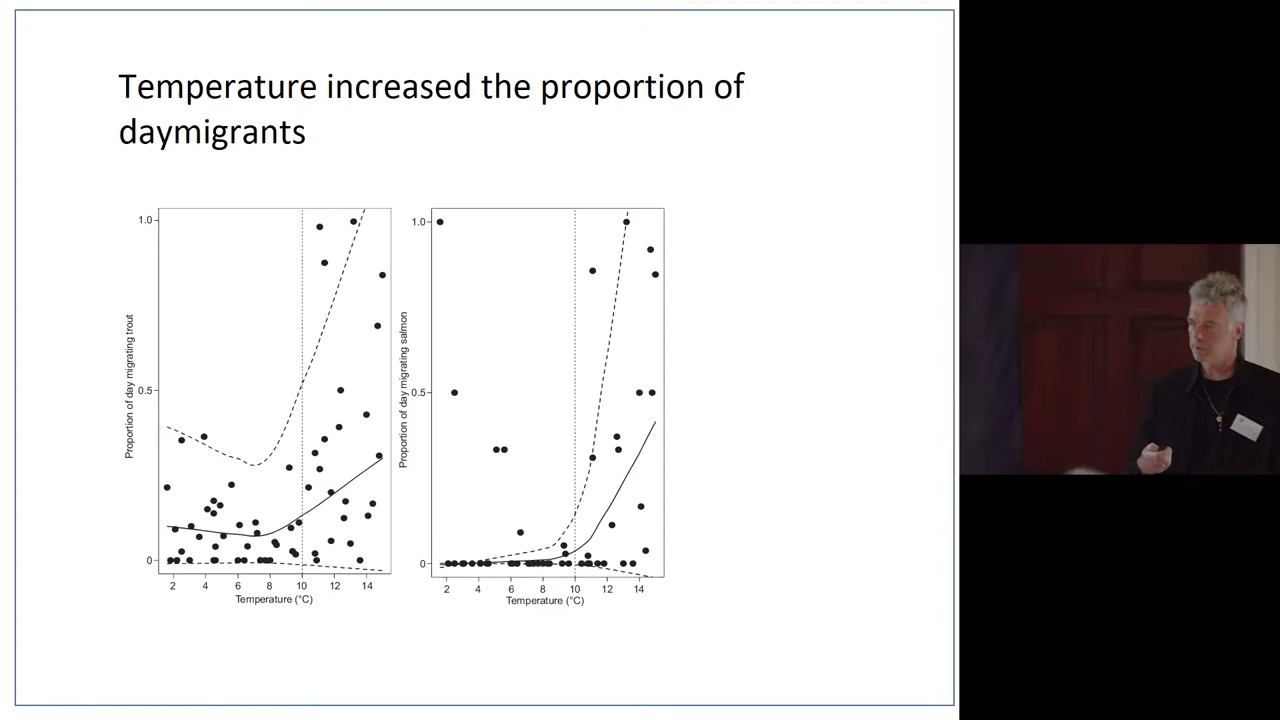 Temperature increased the proportion of
daymigrants
Proportion of day migrating trout
1.0
0.5
0
2 4 6 8 10 12 14
Temperature (°C)
Proportion of day migrating salmon
1.0
0.5
0
2 4 6 8 10 12 14
Temperature (°C)